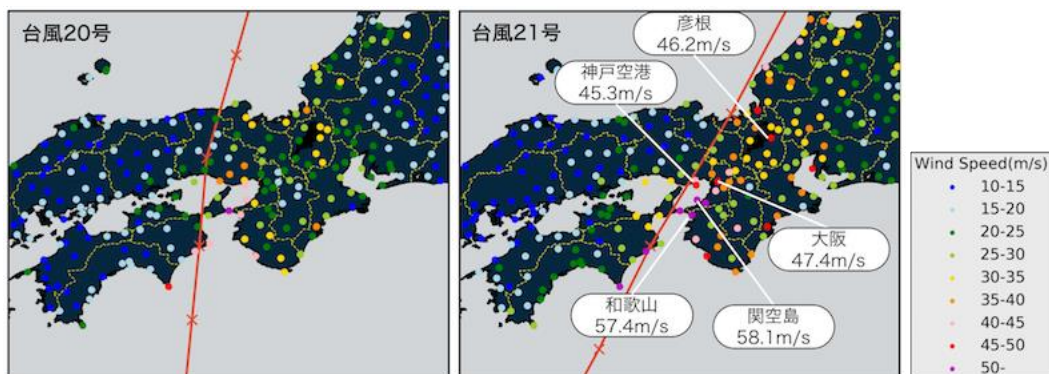 台風20号
台風21号
彦根
46.2m/s
神戸空港
45.3m/s
大阪
47.4m/s
和歌山
57.4m/s
関空島
58.1m/s
Wind Speed(m/s)
10-15
15-20
20-25
25-30
30-35
35-40
40-45
45-50
50-